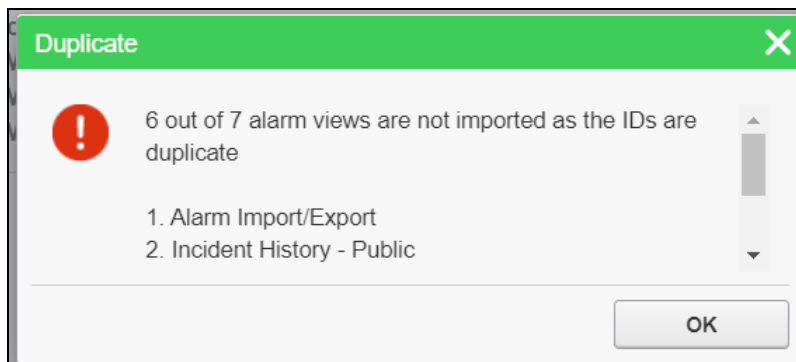 Duplicate
6 out of 7 alarm views are not imported as the IDs are
duplicate
1. Alarm Import/Export
2. Incident History - Public
OK